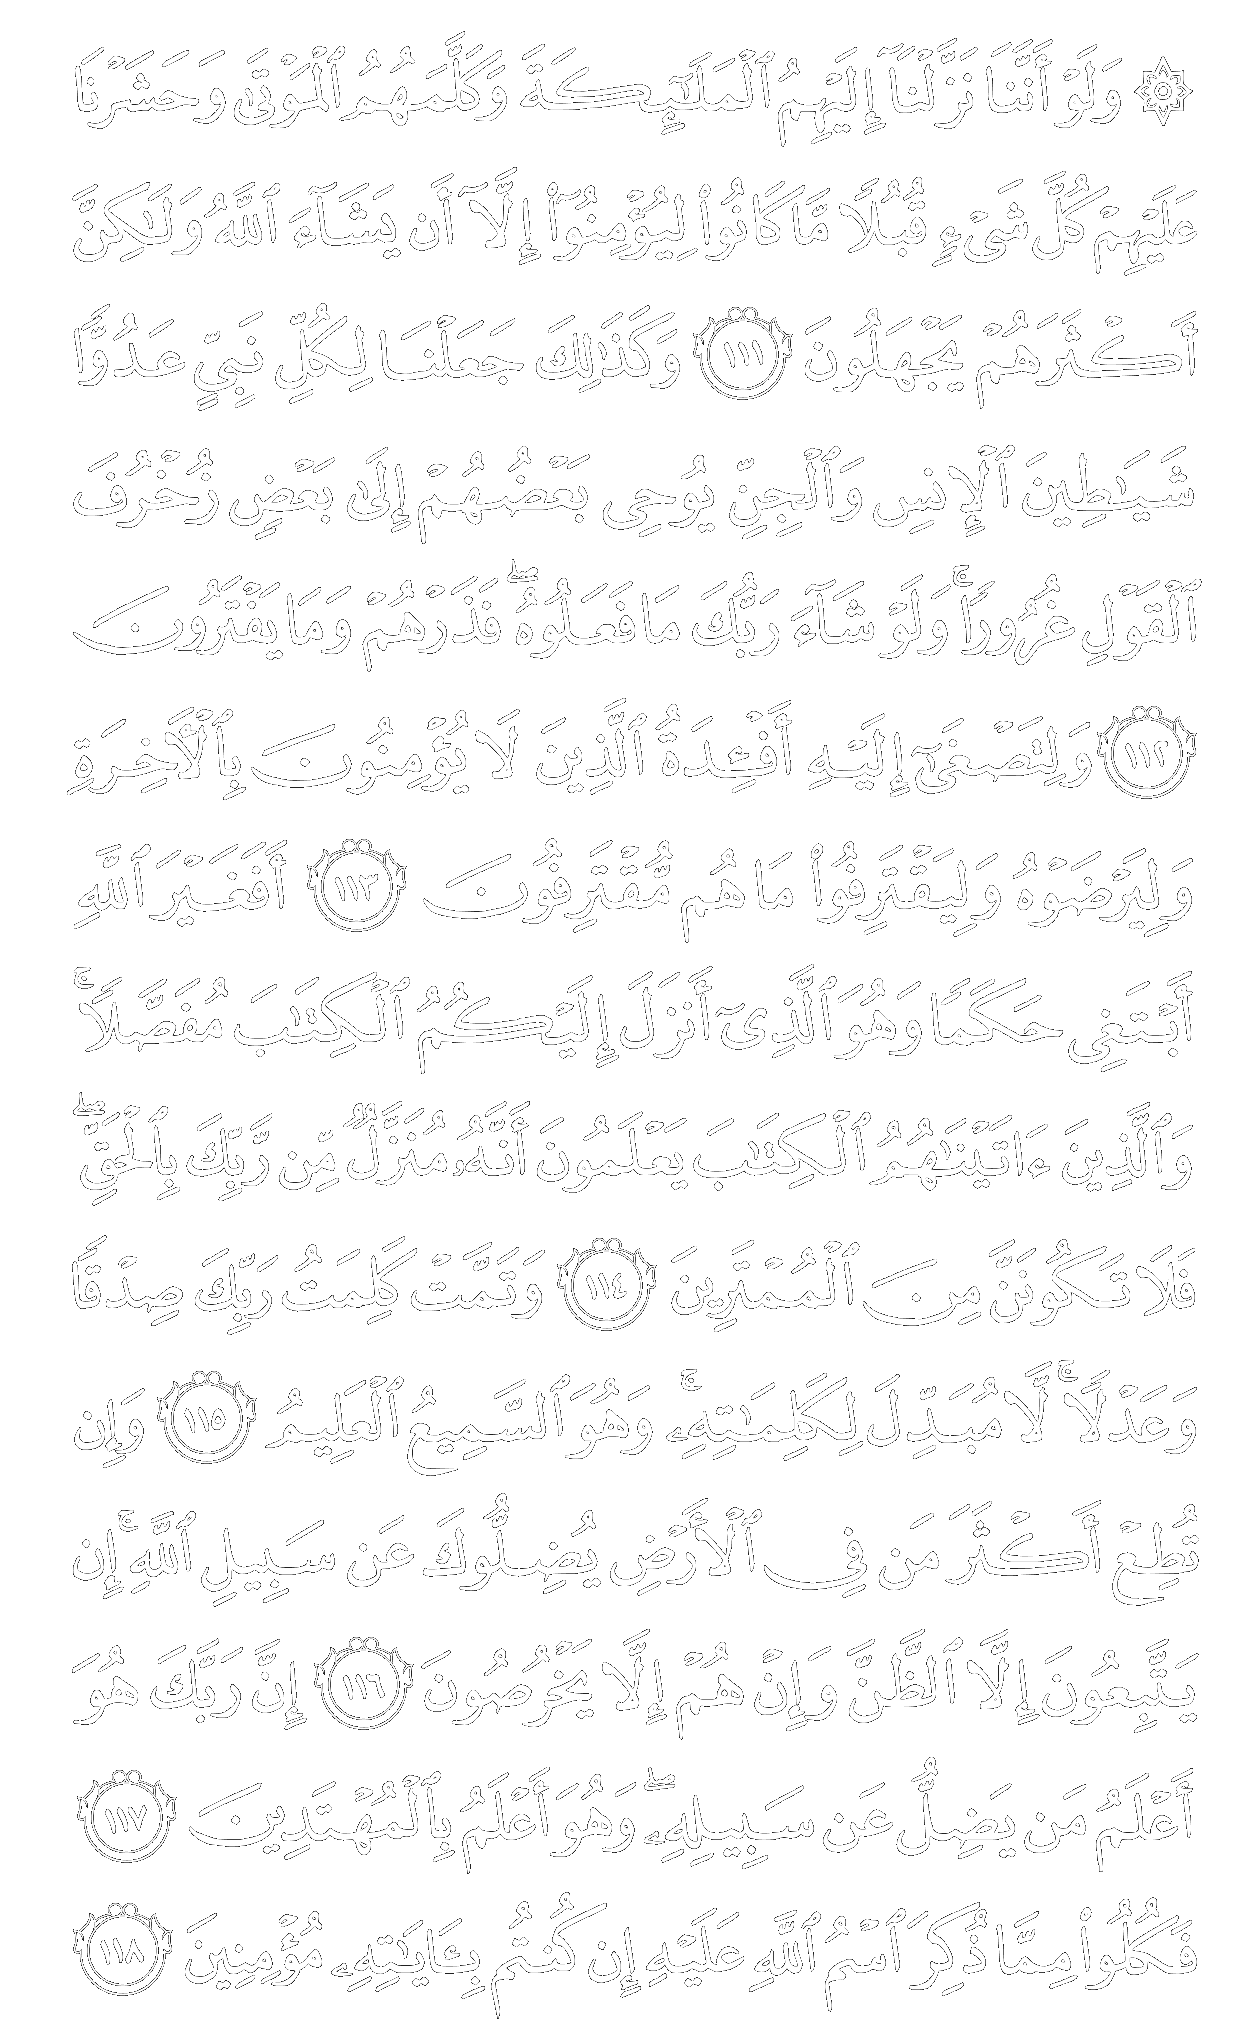 ۞ وَلَوْ أَنَّنَا نَزَّلْنَآ إِلَيْهِمُ ٱلْمَلَـٰٓئِكَةَ وَكَلَّمَهُمُ ٱلْمَوْتَىٰ وَحَشَرْنَا
عَلَيْهِمْ كُلَّ شَىْءٍ قُبُلًا مَّا كَانُوا۟ لِيُؤْمِنُوٓا۟ إِلَّآ أَن يَشَآءَ ٱللَّهُ وَلَـٰكِنَّ
أَكْثَرَهُمْ يَجْهَلُونَ ١١١ وَكَذَٰلِكَ جَعَلْنَا لِكُلِّ نَبِىٍّ عَدُوًّا
شَيَـٰطِينَ ٱلْإِنسِ وَٱلْجِنِّ يُوحِى بَعْضُهُمْ إِلَىٰ بَعْضٍ زُخْرُفَ
ٱلْقَوْلِ غُرُورًا ۚ وَلَوْ شَآءَ رَبُّكَ مَا فَعَلُوهُ ۖ فَذَرْهُمْ وَمَا يَفْتَرُونَ
١١٢ وَلِتَصْغَىٰٓ إِلَيْهِ أَفْـِٔدَةُ ٱلَّذِينَ لَا يُؤْمِنُونَ بِٱلْـَٔاخِرَةِ
وَلِيَرْضَوْهُ وَلِيَقْتَرِفُوا۟ مَا هُم مُّقْتَرِفُونَ ١١٣ أَفَغَيْرَ ٱللَّهِ
أَبْتَغِى حَكَمًا وَهُوَ ٱلَّذِىٓ أَنزَلَ إِلَيْكُمُ ٱلْكِتَـٰبَ مُفَصَّلًا ۚ
وَٱلَّذِينَ ءَاتَيْنَـٰهُمُ ٱلْكِتَـٰبَ يَعْلَمُونَ أَنَّهُۥ مُنَزَّلٌ مِّن رَّبِّكَ بِٱلْحَقِّ ۖ
فَلَا تَكُونَنَّ مِنَ ٱلْمُمْتَرِينَ ١١٤ وَتَمَّتْ كَلِمَتُ رَبِّكَ صِدْقًا
وَعَدْلًا ۚ لَّا مُبَدِّلَ لِكَلِمَـٰتِهِۦ ۚ وَهُوَ ٱلسَّمِيعُ ٱلْعَلِيمُ ١١٥ وَإِن
تُطِعْ أَكْثَرَ مَن فِى ٱلْأَرْضِ يُضِلُّوكَ عَن سَبِيلِ ٱللَّهِ ۚ إِن
يَتَّبِعُونَ إِلَّا ٱلظَّنَّ وَإِنْ هُمْ إِلَّا يَخْرُصُونَ ١١٦ إِنَّ رَبَّكَ هُوَ
أَعْلَمُ مَن يَضِلُّ عَن سَبِيلِهِۦ ۖ وَهُوَ أَعْلَمُ بِٱلْمُهْتَدِينَ ١١٧
فَكُلُوا۟ مِمَّا ذُكِرَ ٱسْمُ ٱللَّهِ عَلَيْهِ إِن كُنتُم بِـَٔايَـٰتِهِۦ مُؤْمِنِينَ ١١٨